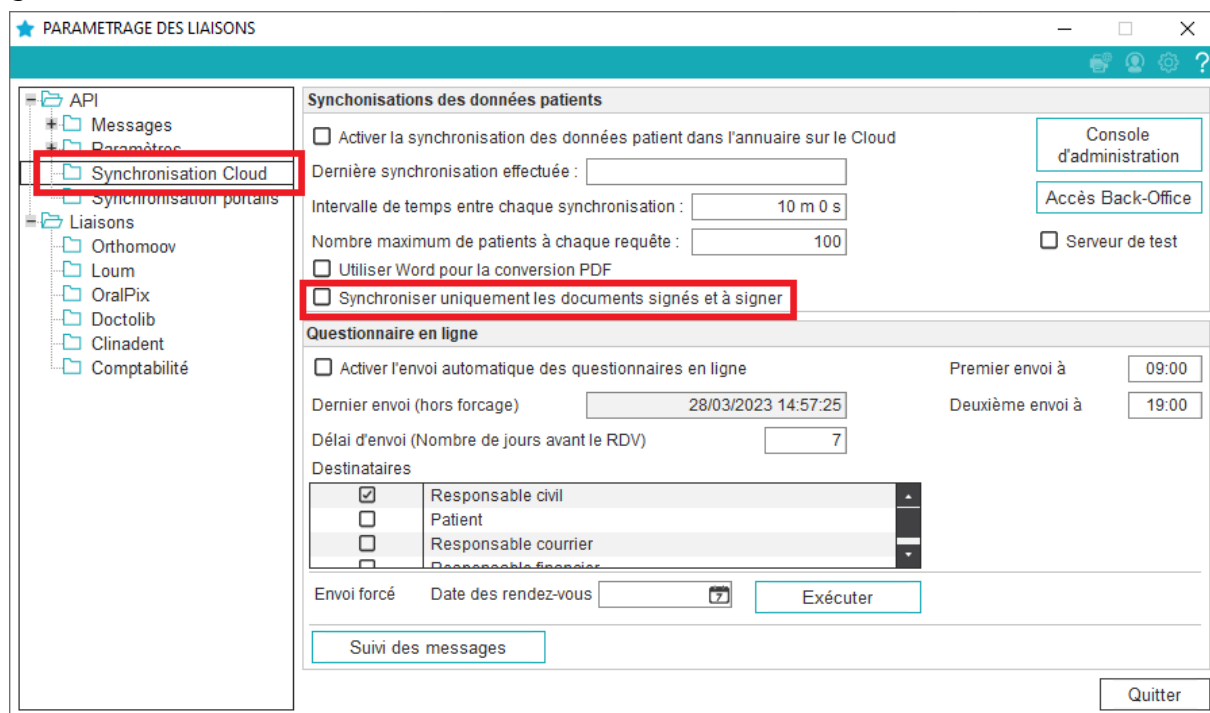 PARAMETRAGE DES LIAISONS
API
Messages
Paramètres
Synchronisation Cloud
Synchronisation portails
Liaisons
Orthomoov
Loum
OralPix
Doctolib
Clinadent
Comptabilité
Synchonisations des données patients
Activer la synchronisation des données patient dans l'annuaire sur le Cloud
Console
d'administration
Dernière synchronisation effectuée :
Accès Back-Office
Intervalle de temps entre chaque synchronisation : 10 m 0 s
Nombre maximum de patients à chaque requête : 100
Serveur de test
Utiliser Word pour la conversion PDF
Synchroniser uniquement les documents signés et à signer
Questionnaire en ligne
Activer l'envoi automatique des questionnaires en ligne
Premier envoi à 09:00
Dernier envoi (hors forcage) 28/03/2023 14:57:25
Deuxième envoi à 19:00
Délai d'envoi (Nombre de jours avant le RDV) 7
Destinataires
Responsable civil
Patient
Responsable courrier
Responsable financier
Envoi forcé Date des rendez-vous 7 Exécuter
Suivi des messages
Quitter